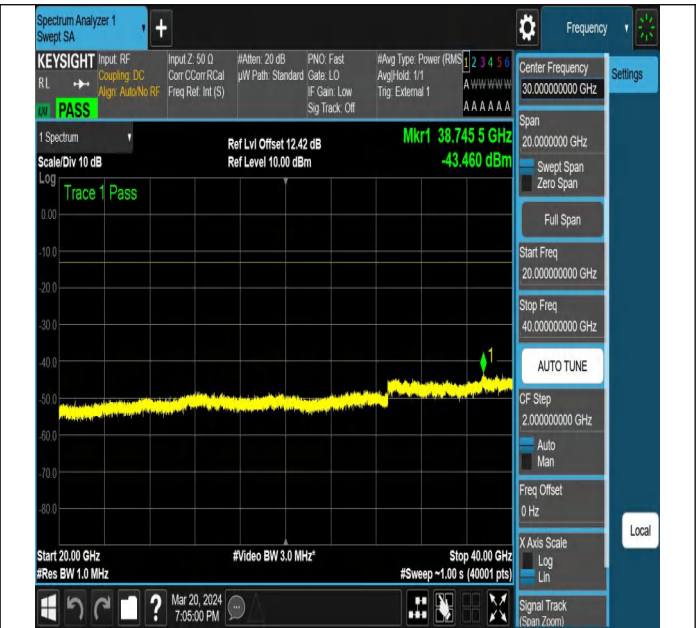 Spectrum Analyzer 1
Swept SA
+
Frequency
KEYSIGHT
RL
PASS
Input: RF
Coupling: DC
Align: Auto/No RF
Input Z: 50 Ω
Corr CCorr RCal
Freq Ref: Int (S)
#Atten: 20 dB
µW Path: Standard
PNO: Fast
Gate: LO
IF Gain: Low
Sig Track: Off
#Avg Type: Power (RMS
Avg|Hold: 1/1
Trig: External 1
1 2 3 4 5 6
A W W W W W
A A A A A A
1 Spectrum
Scale/Div 10 dB
Ref Lvl Offset 12.42 dB
Ref Level 10.00 dBm
Mkr1 38.745 5 GHz
-43.460 dBm
Log
Trace 1 Pass
0.00
-10.0
-20.0
-30.0
-40.0
-50.0
-60.0
-70.0
-80.0
1
Start 20.00 GHz
#Res BW 1.0 MHz
#Video BW 3.0 MHz*
Stop 40.00 GHz
#Sweep ~1.00 s (40001 pts)
?
Mar 20, 2024
7:05:00 PM
Center Frequency
30.000000000 GHz
Settings
Span
20.0000000 GHz
Swept Span
Zero Span
Full Span
Start Freq
20.000000000 GHz
Stop Freq
40.000000000 GHz
AUTO TUNE
CF Step
2.000000000 GHz
Auto
Man
Freq Offset
0 Hz
X Axis Scale
Log
Lin
Local
Signal Track
(Span Zoom)